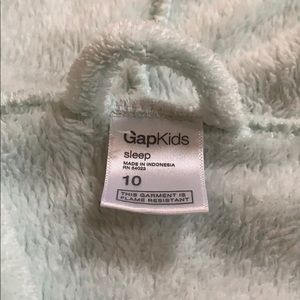 GapKids
sleep
MADE IN INDONESIA
RN 54023
10
THIS GARMENT IS
FLAME RESISTANT